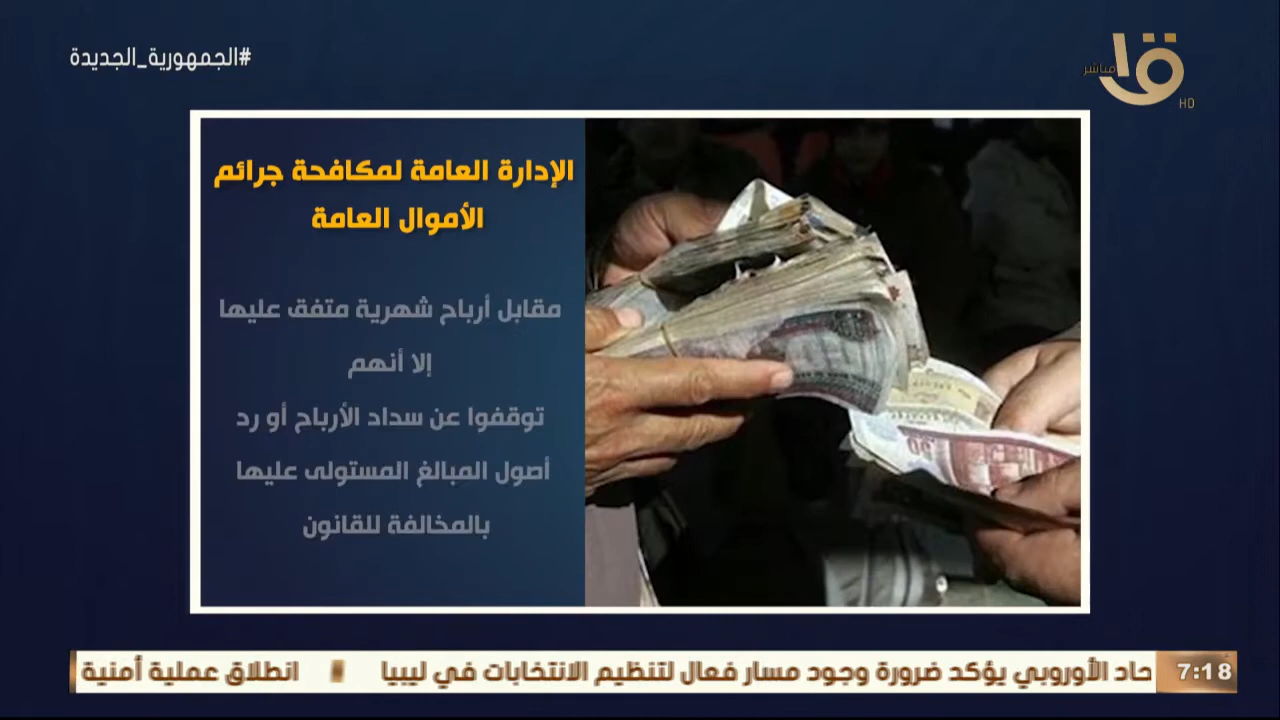 #الجمهورية_الجديدة
مباشر
HD
الإدارة العامة لمكافحة جرائم
الأموال العامة
مقابل أرباح شهرية متفق عليها
إلا أنهم
توقفوا عن سداد الأرباح أو رد
أصول المبالغ المستولى عليها
بالمخالفة للقانون
7:18
حاد الأوروبي يؤكد ضرورة وجود مسار فعال لتنظيم الانتخابات في ليبيا
انطلاق عملية أمنية